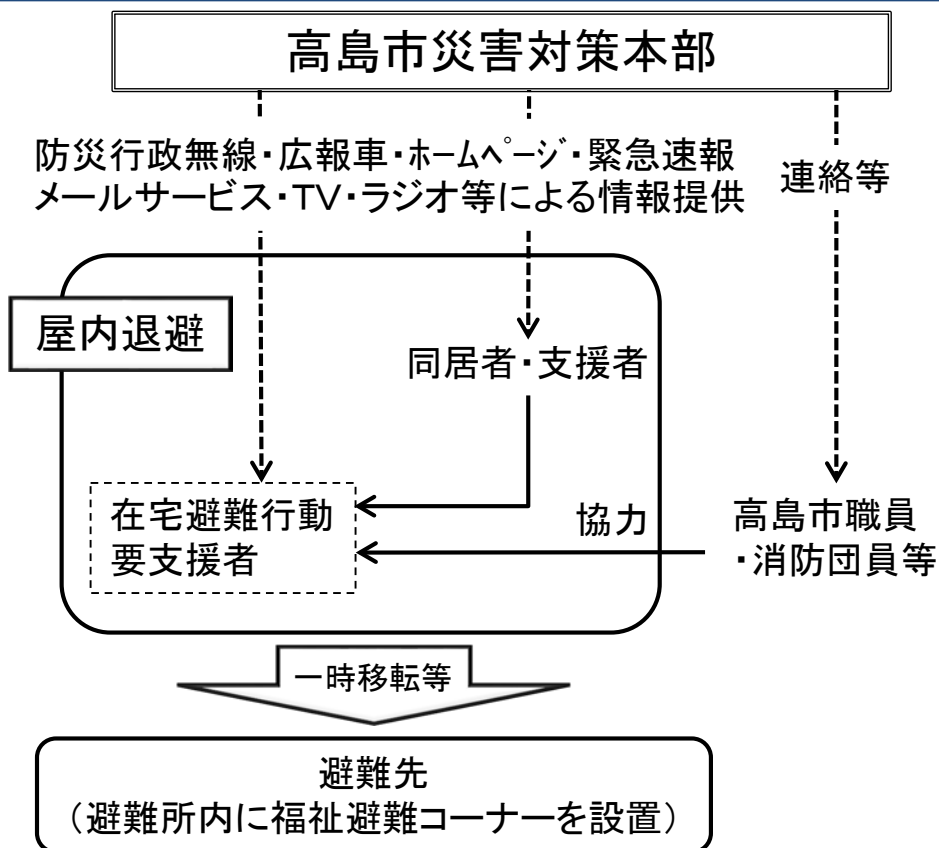 高島市災害対策本部
防災行政無線・広報車・ﾎｰﾑﾍﾟｰｼﾞ・緊急速報
メールサービス・TV・ラジオ等による情報提供
連絡等
屋内退避
同居者・支援者
在宅避難行動
要支援者
協力
高島市職員
・消防団員等
一時移転等
避難先
（避難所内に福祉避難コーナーを設置）